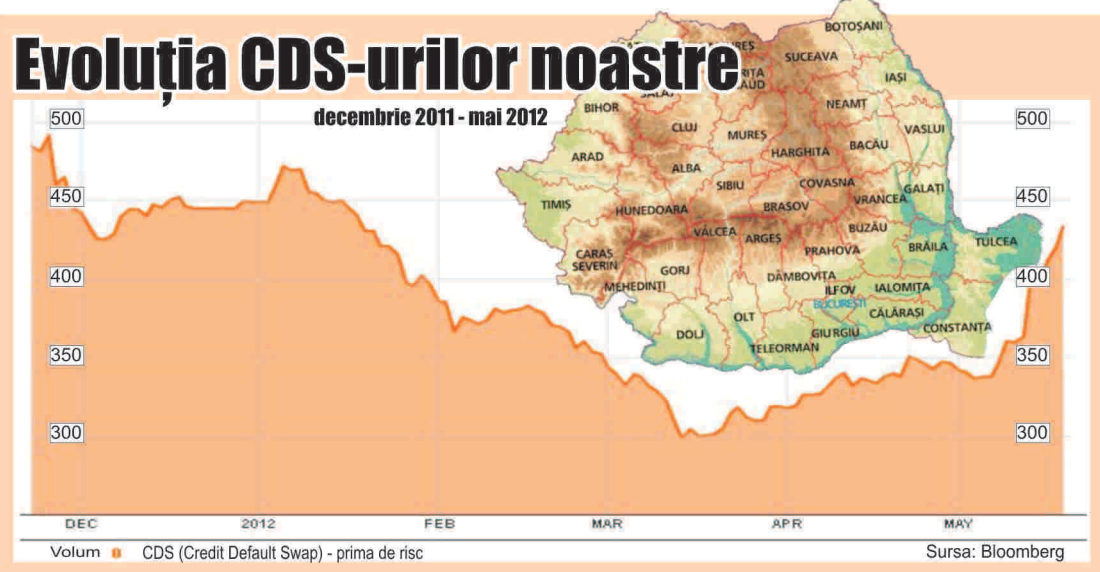 Evoluția CDS-urilor noastre
decembrie 2011 - mai 2012
BOTOȘANI
SUCEAVA
IAȘI
BIHOR
NEAMȚ
CLUJ
MUREȘ
VASLUI
ARAD
HARGHITA
BACĂU
ALBA
SIBIU
COVASNA
TIMIȘ
HUNEDOARA
BRASOV
VRANCEA
GALAȚI
VÂLCEA
ARGEȘ
BUZĂU
CARAȘ
SEVERIN
PRAHOVA
BRĂILA
TULCEA
GORJ
DÂMBOVIȚA
MEHEDINȚI
ILFOV
IALOMIȚA
BUCUREȘTI
OLT
CĂLĂRAȘI
DOLJ
GIURGIU
CONSTANȚA
TELEORMAN
500 500
450 450
400 400
350 350
300 300
DEC 2012 FEB MAR APR MAY
Volum CDS (Credit Default Swap) - prima de risc
Sursa: Bloomberg